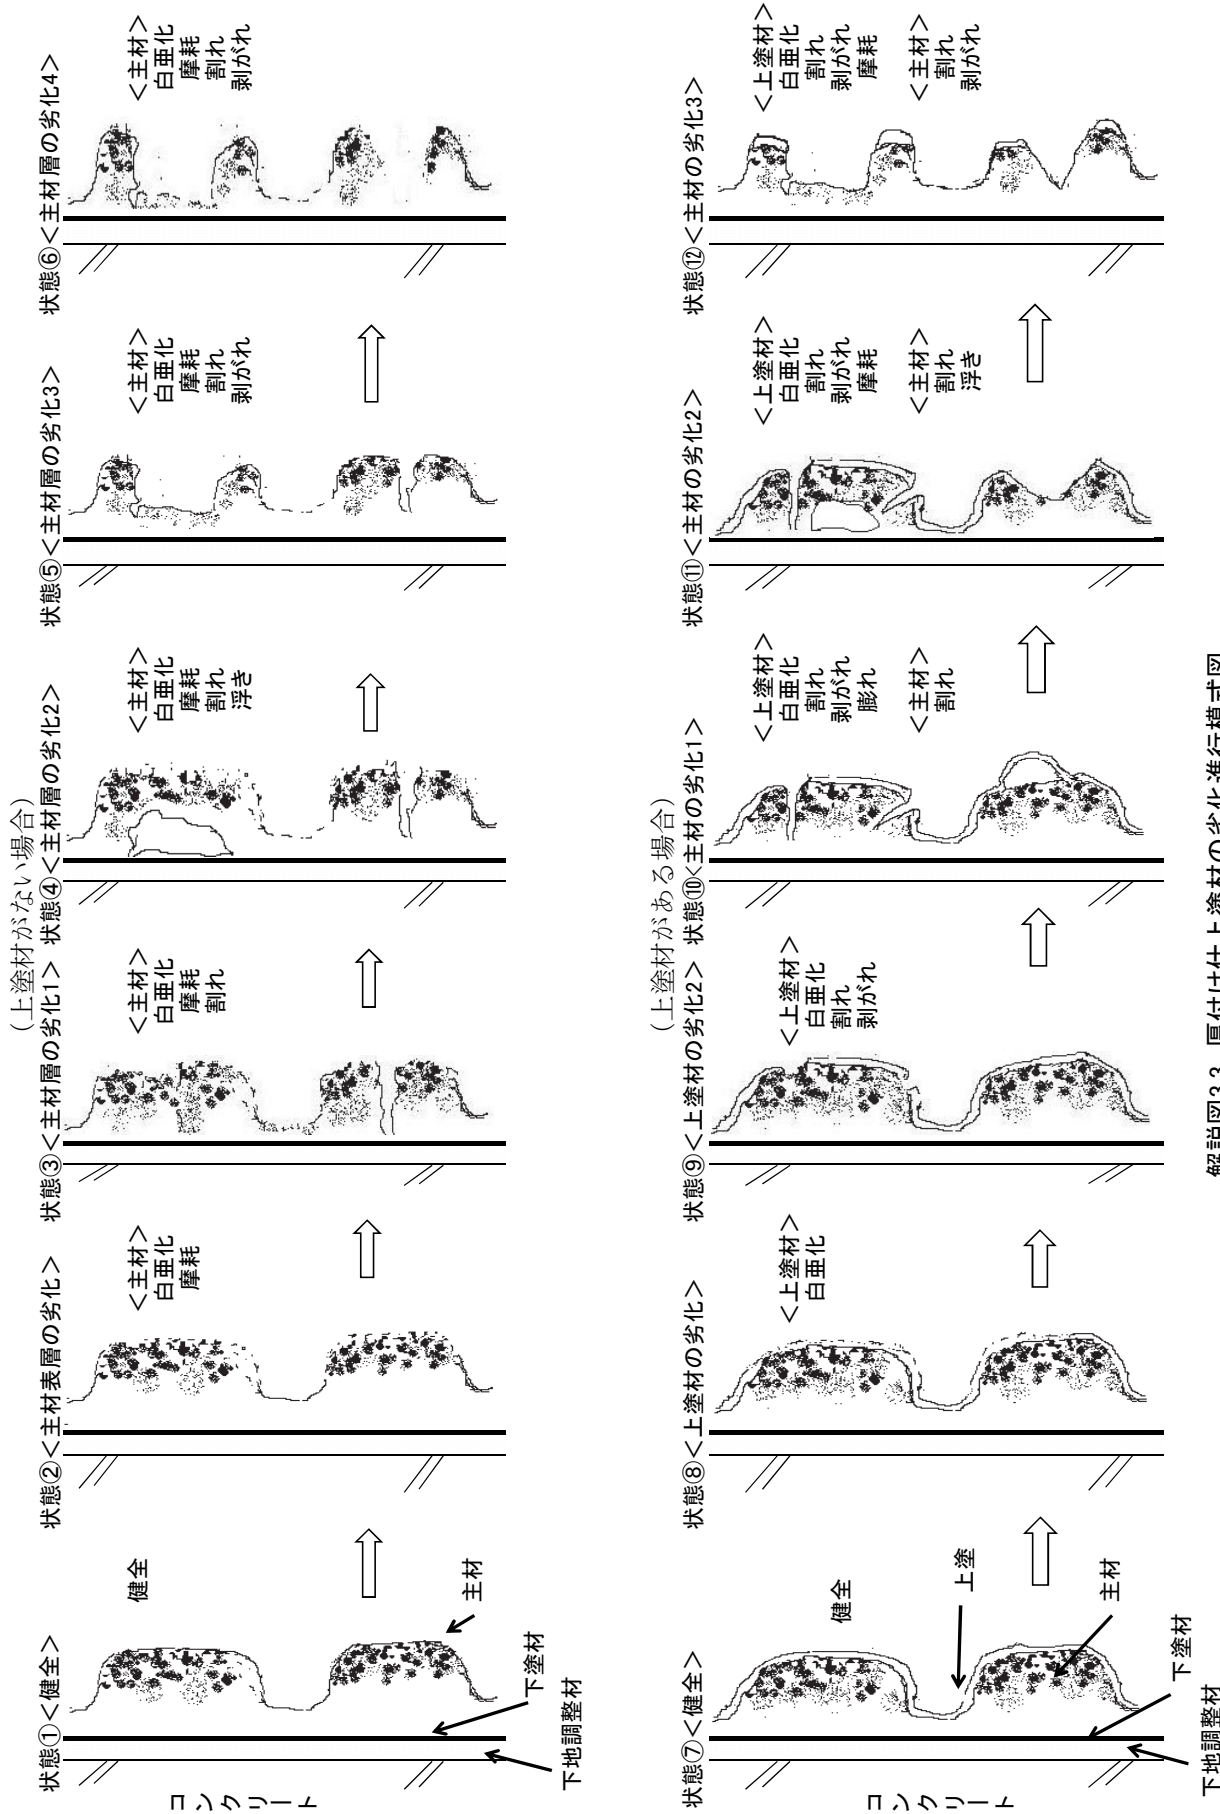 (上塗材がない場合)
状態①<健全>
健全
主材
下塗材
下地調整材
コンクリート
状態②<主材表層の劣化>
<主材>
白亜化
摩耗
状態③<主材層の劣化1>
<主材>
白亜化
摩耗
割れ
状態④<主材層の劣化2>
<主材>
白亜化
摩耗
割れ
浮き
状態⑤<主材層の劣化3>
<主材>
白亜化
摩耗
割れ
剥がれ
状態⑥<主材層の劣化4>
<主材>
白亜化
摩耗
割れ
剥がれ
(上塗材がある場合)
状態⑦<健全>
健全
上塗
主材
下塗材
下地調整材
コンクリート
状態⑧<上塗材の劣化>
<上塗材>
白亜化
状態⑨<上塗材の劣化2>
<上塗材>
白亜化
割れ
剥がれ
状態⑩<主材の劣化1>
<上塗材>
白亜化
割れ
剥がれ
膨れ
<主材>
割れ
状態⑪<主材の劣化2>
<上塗材>
白亜化
割れ
剥がれ
摩耗
<主材>
割れ
浮き
状態⑫<主材の劣化3>
<上塗材>
白亜化
割れ
剥がれ
摩耗
<主材>
割れ
剥がれ
解説図3.3 厚付け仕上塗材の劣化進行模式図